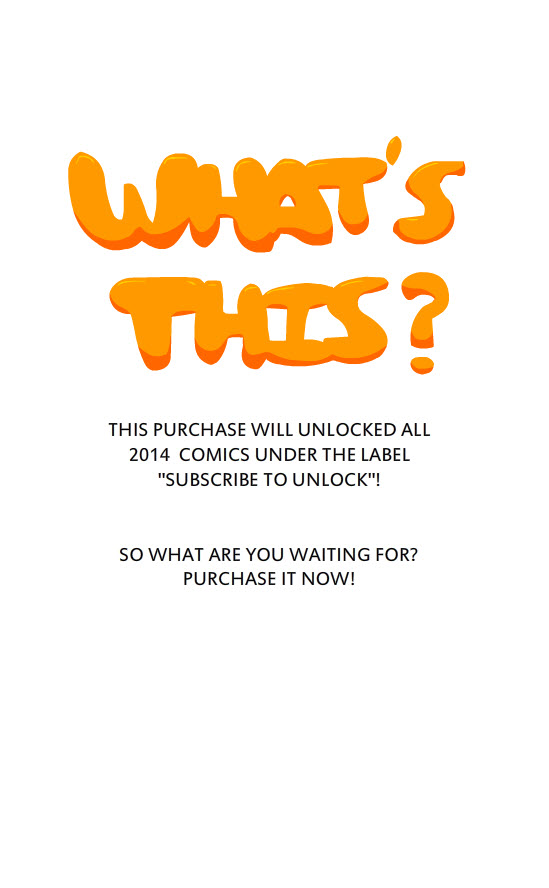 WHAT'S
THIS?
THIS PURCHASE WILL UNLOCKED ALL
2014  COMICS UNDER THE LABEL
"SUBSCRIBE TO UNLOCK"!
SO WHAT ARE YOU WAITING FOR?
PURCHASE IT NOW!